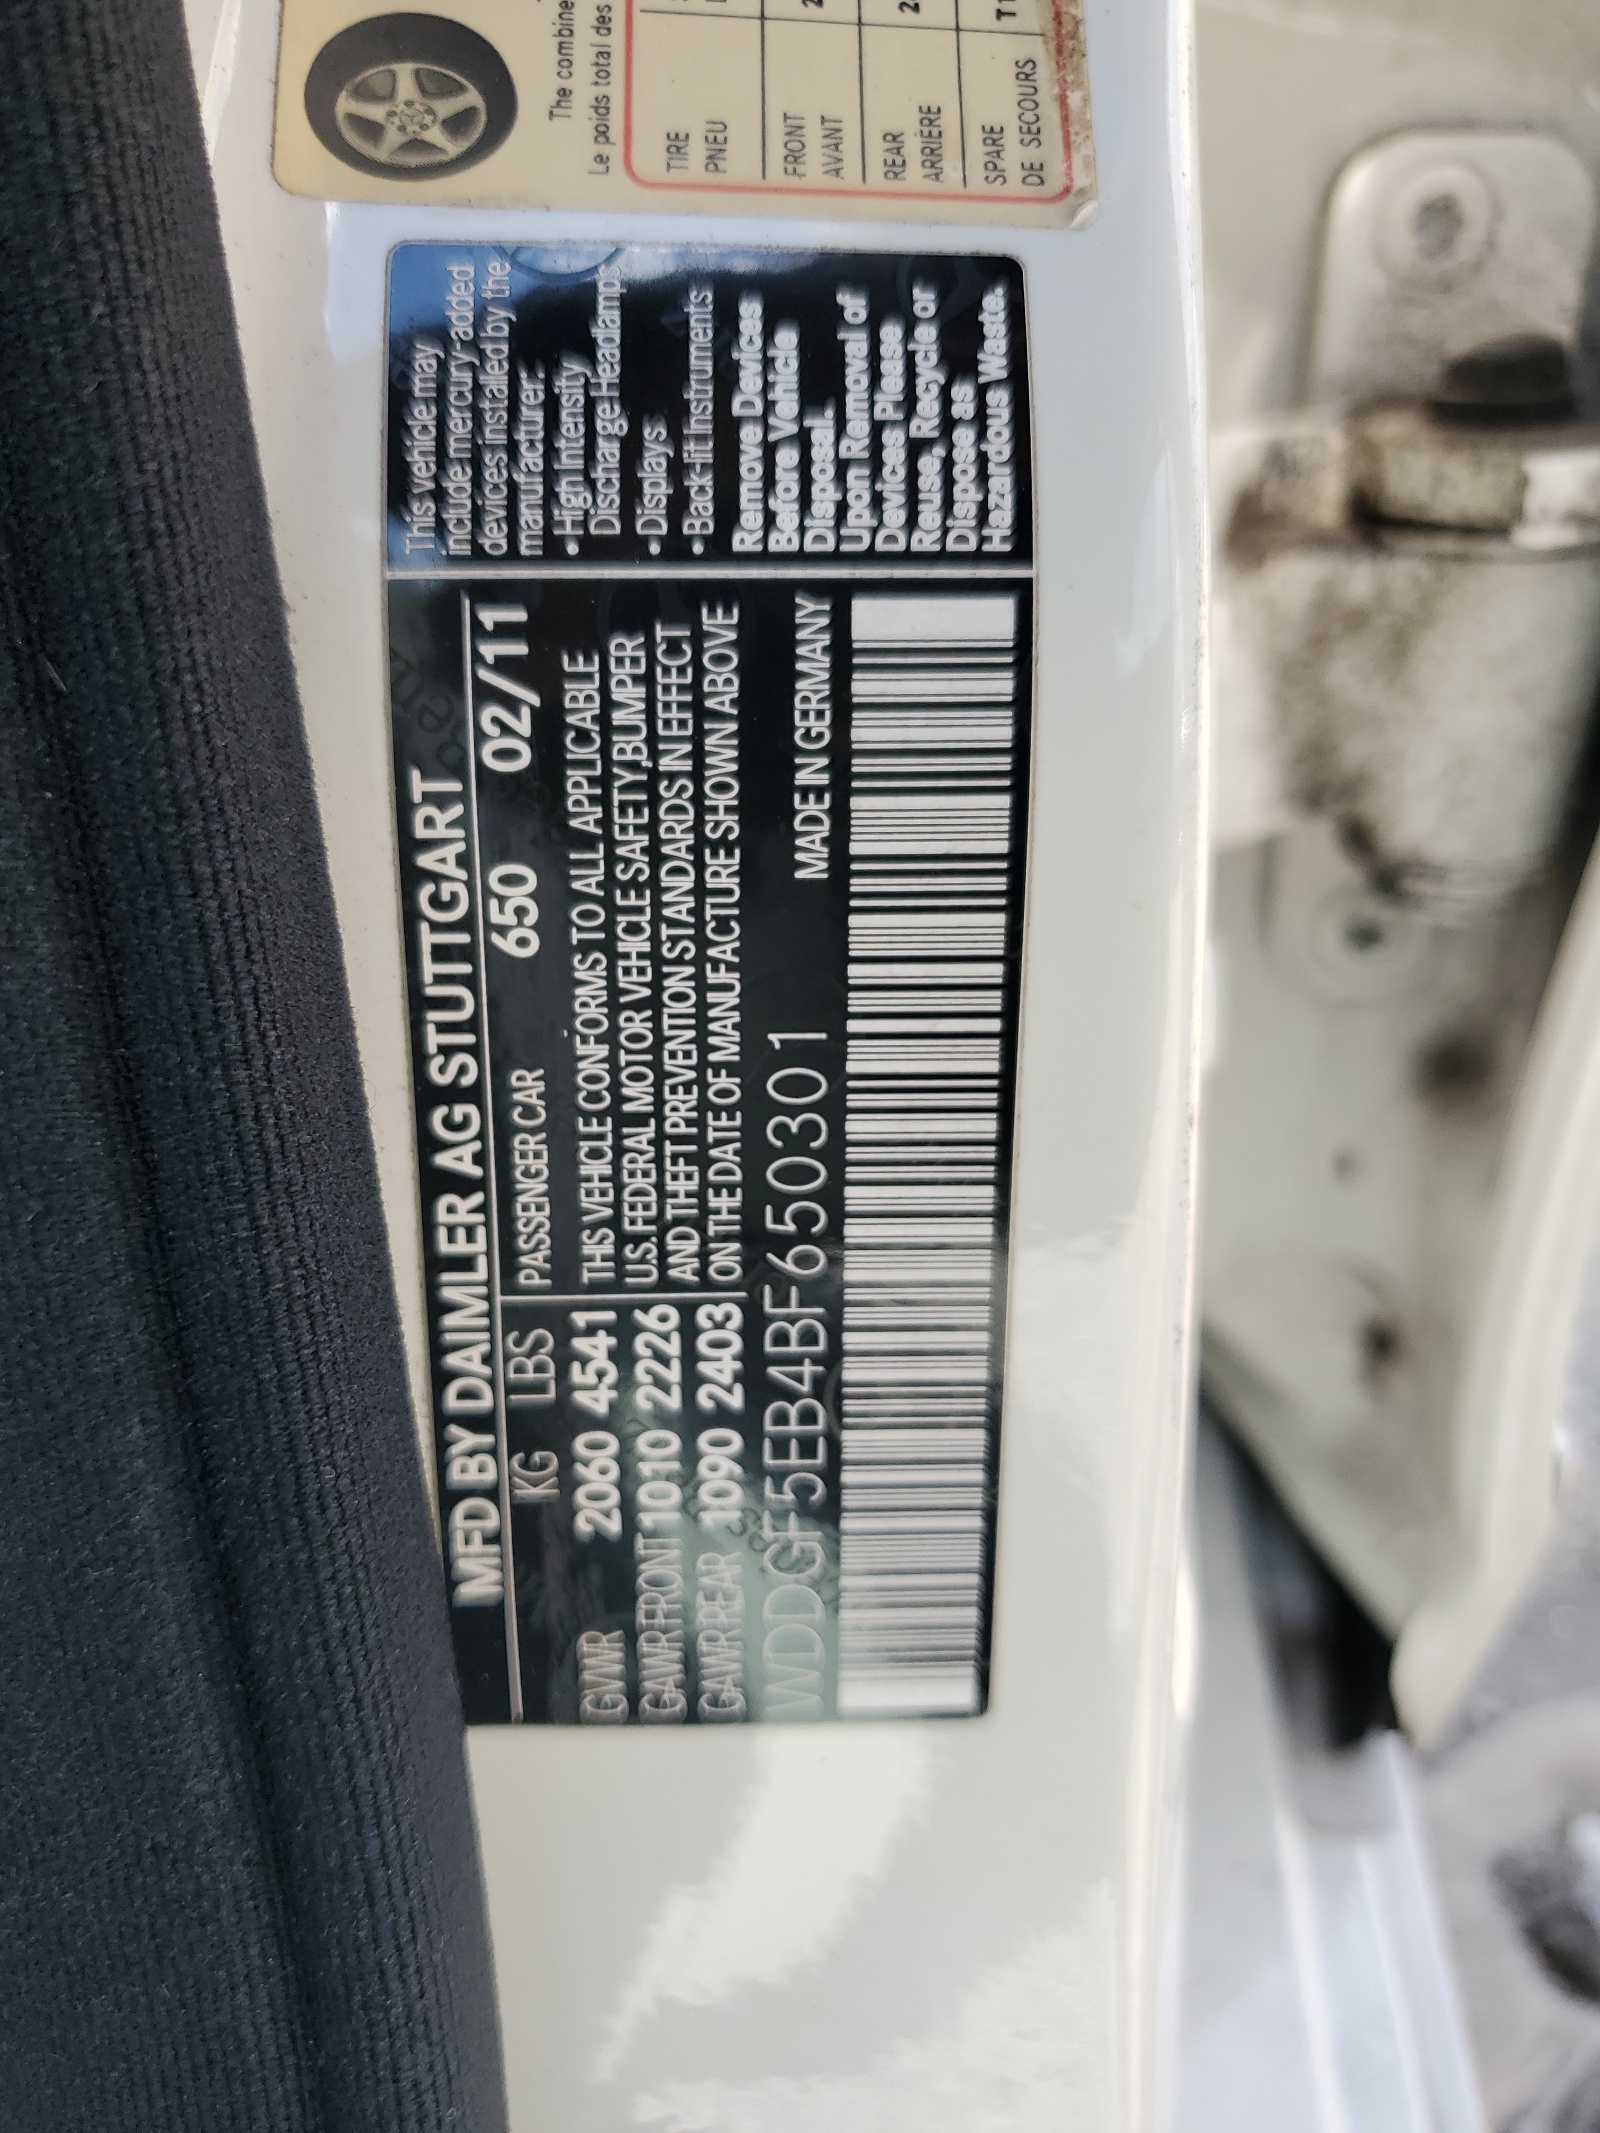 MFD BY DAIMLER AG STUTTGART
KG LBS PASSENGER CAR 650 02/11
GVWR 2060 4541
GAWR FRONT 1010 2226
GAWR REAR 1090 2403
THIS VEHICLE CONFORMS TO ALL APPLICABLE
U.S. FEDERAL MOTOR VEHICLE SAFETY,BUMPER
AND THEFT PREVENTION STANDARDS IN EFFECT
ON THE DATE OF MANUFACTURE SHOWN ABOVE
MADE IN GERMANY
WDDGF5EB4BF650301
This vehicle may
include mercury-added
devices installed by the
manufacturer:
• High Intensity
Discharge Headlamps
• Displays
• Back-lit Instruments
Remove Devices
Before Vehicle
Disposal.
Upon Removal of
Devices Please
Reuse, Recycle or
Dispose as
Hazardous Waste.
The combine
Le poids total des
TIRE
PNEU
FRONT
AVANT
REAR
ARRIÈRE
SPARE
DE SECOURS